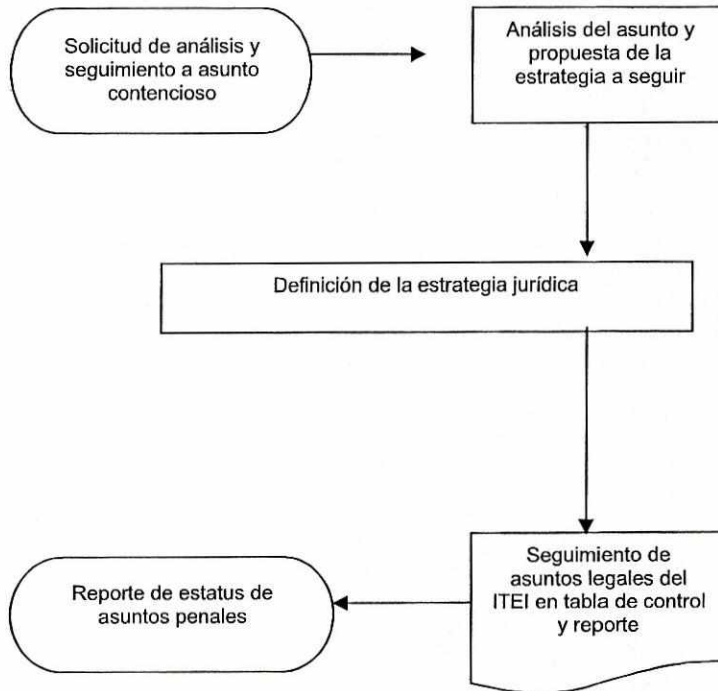 Solicitud de análisis y
seguimiento a asunto
contencioso
Análisis del asunto y
propuesta de la
estrategia a seguir
Definición de la estrategia jurídica
Seguimiento de
asuntos legales del
ITEI en tabla de control
y reporte
Reporte de estatus de
asuntos penales